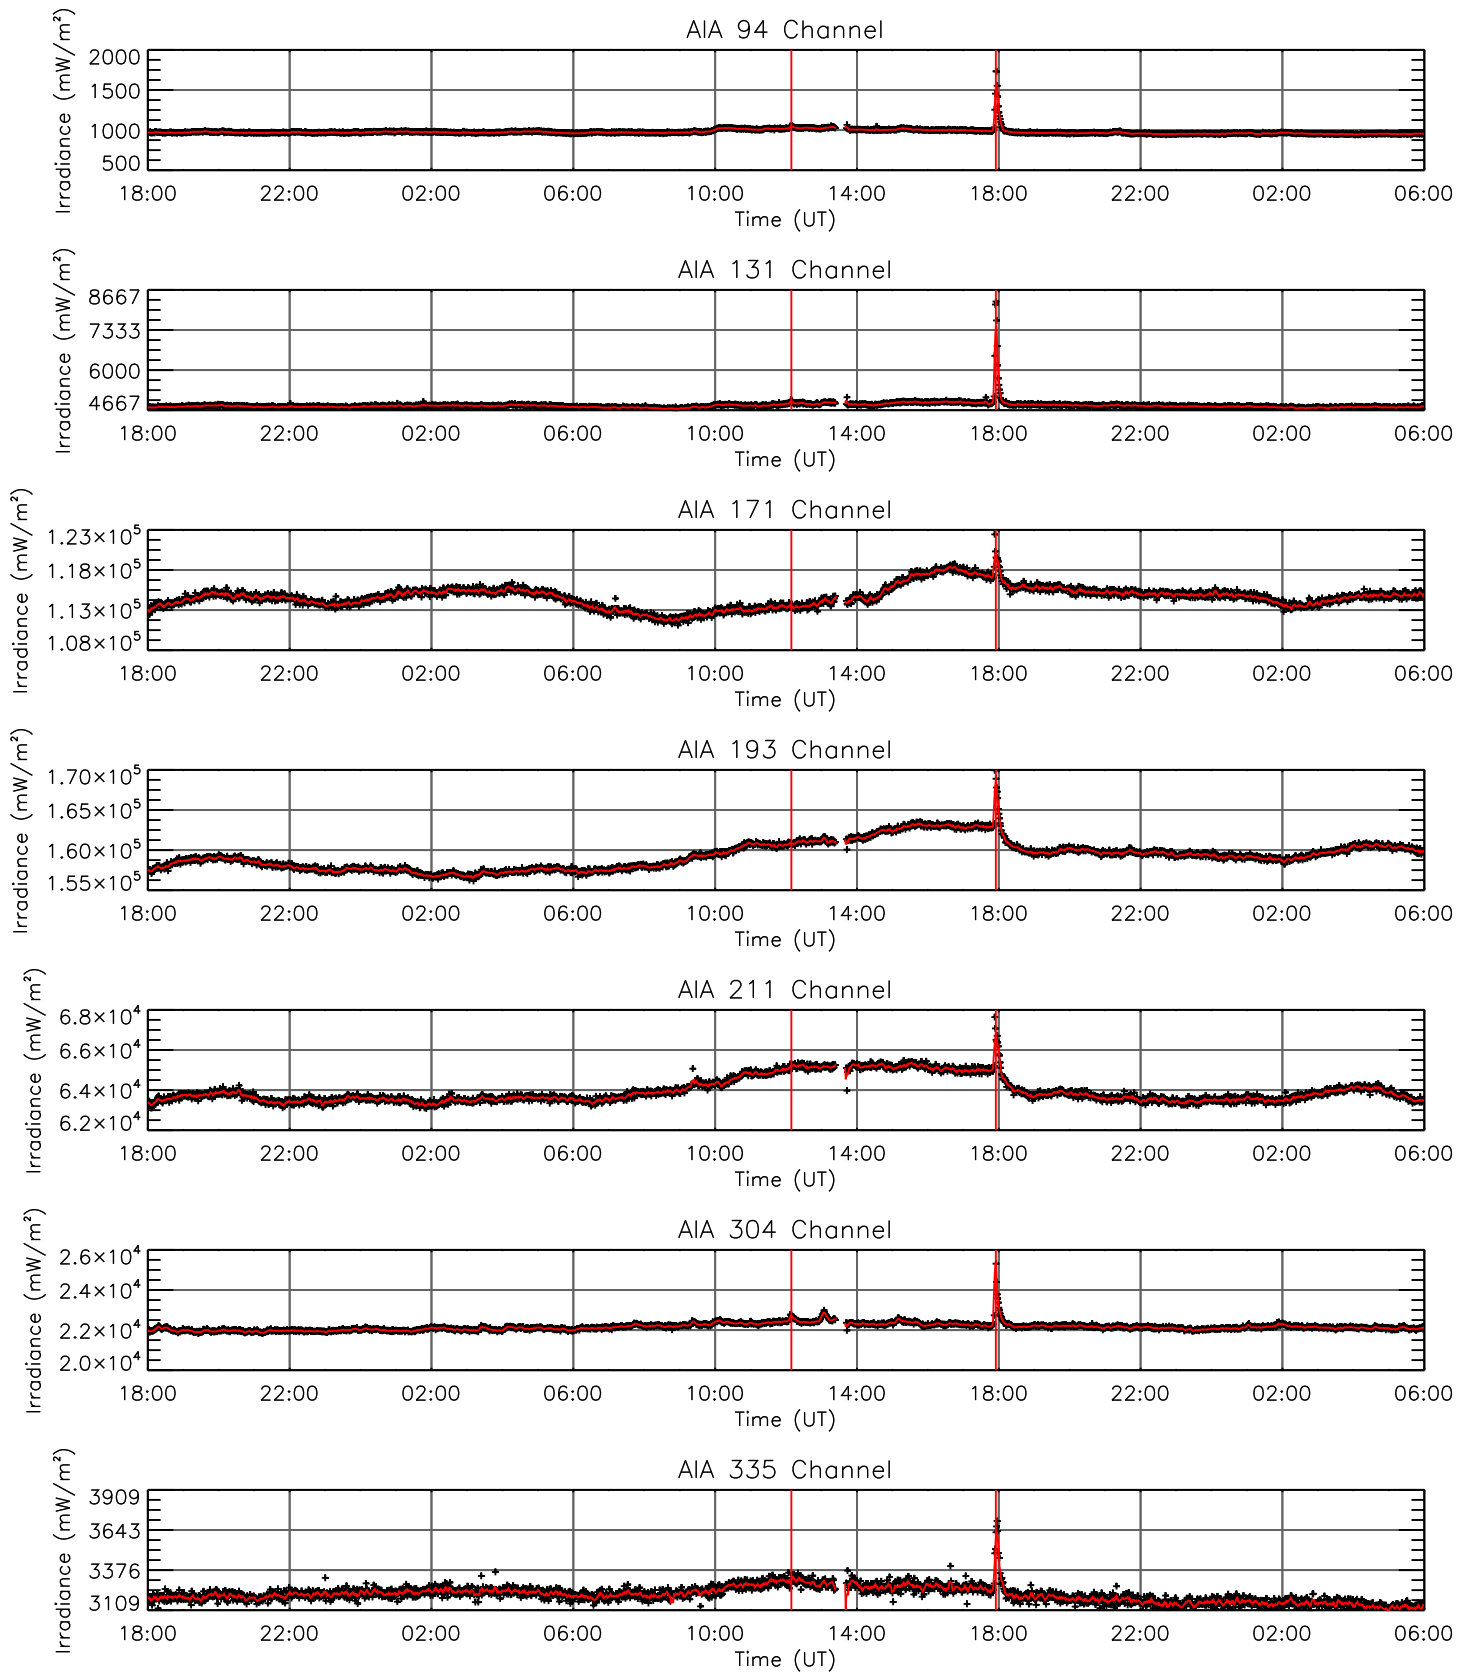 AIA 94 Channel
Irradiance (mW/m²)
2000
1500
1000
500
18:00 22:00 02:00 06:00 10:00 14:00 18:00 22:00 02:00 06:00
Time (UT)
AIA 131 Channel
Irradiance (mW/m²)
8667
7333
6000
4667
18:00 22:00 02:00 06:00 10:00 14:00 18:00 22:00 02:00 06:00
Time (UT)
AIA 171 Channel
Irradiance (mW/m²)
1.23×10⁵
1.18×10⁵
1.13×10⁵
1.08×10⁵
18:00 22:00 02:00 06:00 10:00 14:00 18:00 22:00 02:00 06:00
Time (UT)
AIA 193 Channel
Irradiance (mW/m²)
1.70×10⁵
1.65×10⁵
1.60×10⁵
1.55×10⁵
18:00 22:00 02:00 06:00 10:00 14:00 18:00 22:00 02:00 06:00
Time (UT)
AIA 211 Channel
Irradiance (mW/m²)
6.8×10⁴
6.6×10⁴
6.4×10⁴
6.2×10⁴
18:00 22:00 02:00 06:00 10:00 14:00 18:00 22:00 02:00 06:00
Time (UT)
AIA 304 Channel
Irradiance (mW/m²)
2.6×10⁴
2.4×10⁴
2.2×10⁴
2.0×10⁴
18:00 22:00 02:00 06:00 10:00 14:00 18:00 22:00 02:00 06:00
Time (UT)
AIA 335 Channel
Irradiance (mW/m²)
3909
3643
3376
3109
18:00 22:00 02:00 06:00 10:00 14:00 18:00 22:00 02:00 06:00
Time (UT)